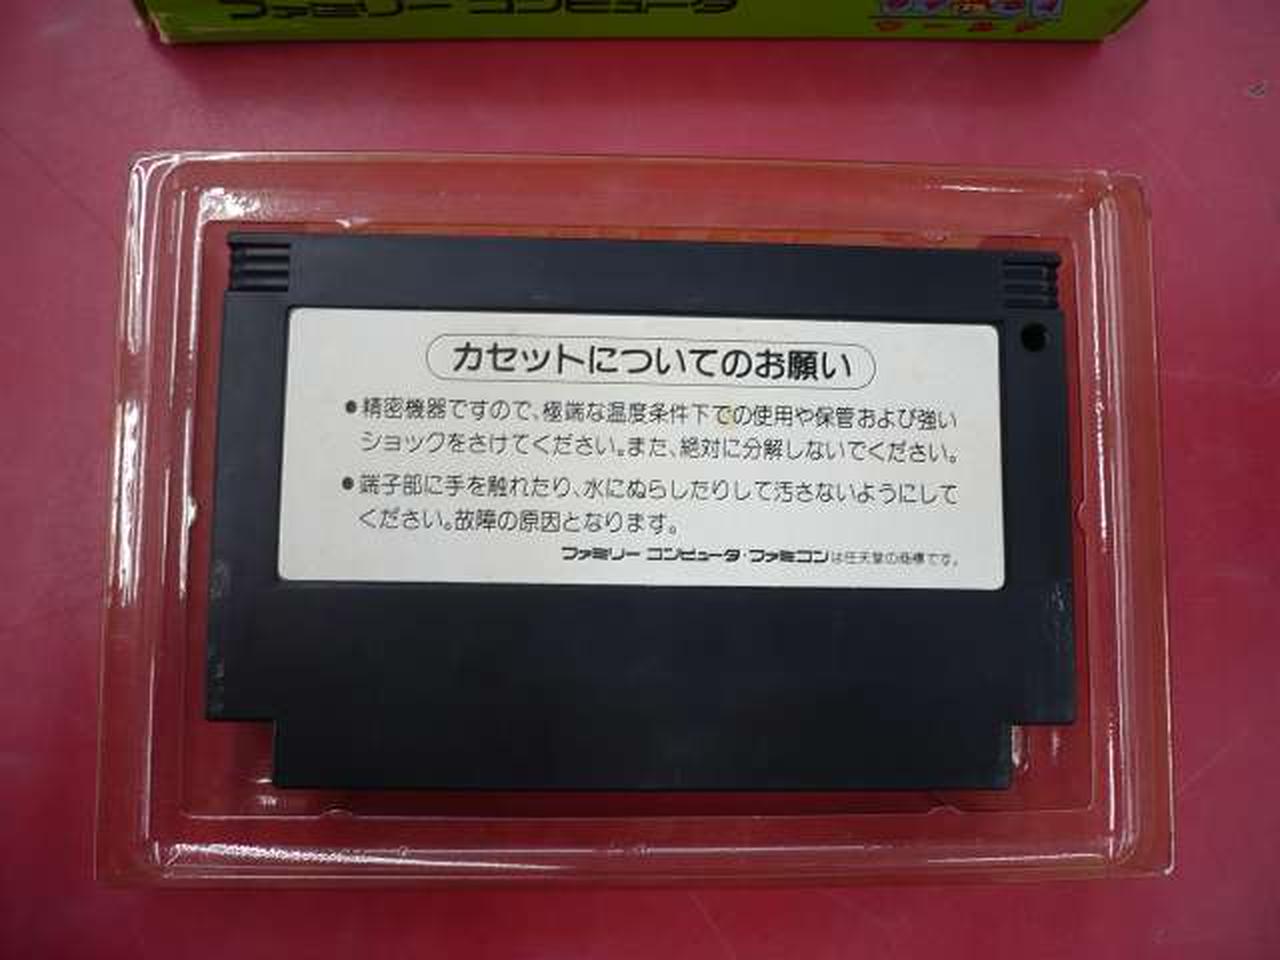 ファミリー コンピュータ
ワールド
カセットについてのお願い
●精密機器ですので、極端な温度条件下での使用や保管および強い
ショックをさけてください。また、絶対に分解しないでください。
●端子部に手を触れたり、水にぬらしたりして汚さないようにして
ください。故障の原因となります。
ファミリー コンピュータ・ファミコンは任天堂の商標です。